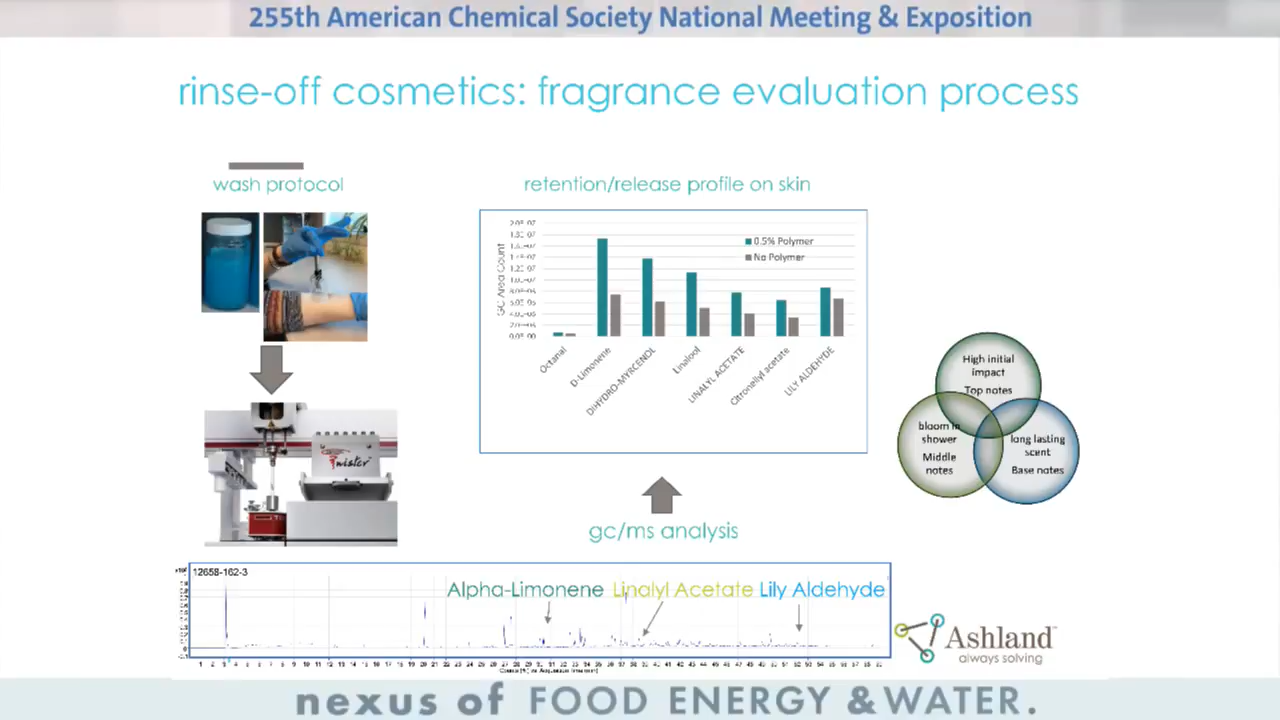 255th American Chemical Society National Meeting & Exposition
rinse-off cosmetics: fragrance evaluation process
wash protocol
retention/release profile on skin
GC Area Count
0.5% Polymer
No Polymer
Octanal
D-Limonene
DIHYDRO-MYRCENOL
Linalool
LINALYL ACETATE
Citronellyl acetate
LILY ALDEHYDE
High initial
impact
Top notes
bloom in
shower
Middle
notes
long lasting
scent
Base notes
Twister
gc/ms analysis
12658-162-3
Alpha-Limonene Linalyl Acetate Lily Aldehyde
Ashland™
always solving
nexus of FOOD ENERGY & WATER.